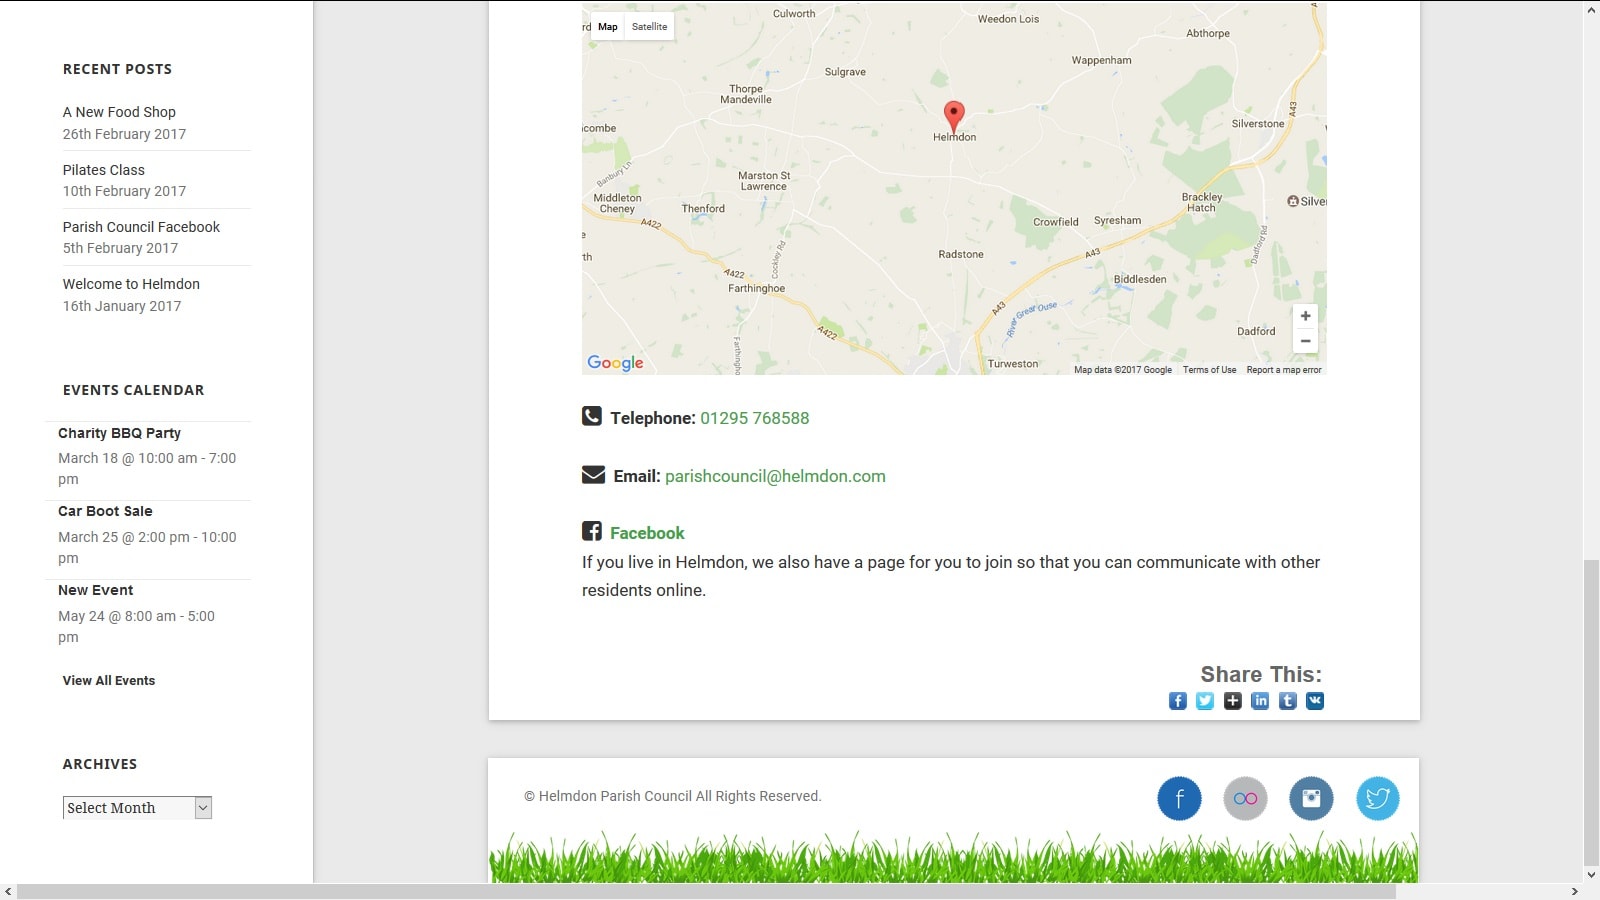 RECENT POSTS
A New Food Shop
26th February 2017
Pilates Class
10th February 2017
Parish Council Facebook
5th February 2017
Welcome to Helmdon
16th January 2017
EVENTS CALENDAR
Charity BBQ Party
March 18 @ 10:00 am - 7:00
pm
Car Boot Sale
March 25 @ 2:00 pm - 10:00
pm
New Event
May 24 @ 8:00 am - 5:00
pm
View All Events
ARCHIVES
Select Month
Map Satellite
Culworth
Weedon Lois
Abthorpe
Wappenham
Sulgrave
Thorpe
Mandeville
A43
Silverstone
Helmdon
combe
Banbury Ln
Marston St
Lawrence
Middleton
Cheney
Thenford
Brackley
Hatch
Silver
A422
Crowfield
Syresham
Dadford Rd
Cockley Rd
Radstone
A43
A422
Farthinghoe
Biddlesden
A43
River Great Ouse
A422
Dadford
Turweston
Google
Map data ©2017 Google Terms of Use Report a map error
Telephone: 01295 768588
Email: parishcouncil@helmdon.com
Facebook
If you live in Helmdon, we also have a page for you to join so that you can communicate with other
residents online.
Share This:
© Helmdon Parish Council All Rights Reserved.